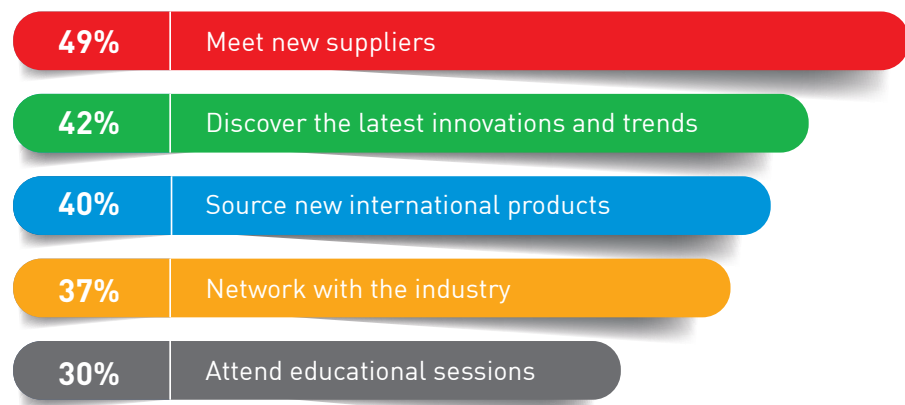 49% Meet new suppliers
42% Discover the latest innovations and trends
40% Source new international products
37% Network with the industry
30% Attend educational sessions